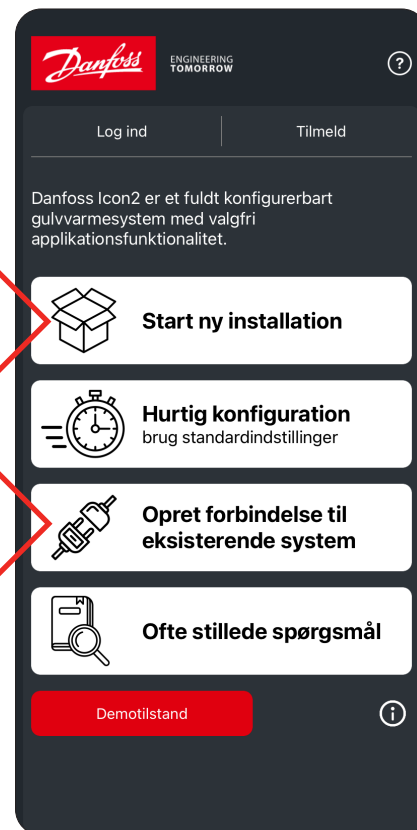 Danfoss
ENGINEERING
TOMORROW
?
Log ind
Tilmeld
Danfoss Icon2 er et fuldt konfigurerbart
gulvvarmesystem med valgfri
applikationsfunktionalitet.
Start ny installation
Hurtig konfiguration
brug standardindstillinger
Opret forbindelse til
eksisterende system
Ofte stillede spørgsmål
Demotilstand
i